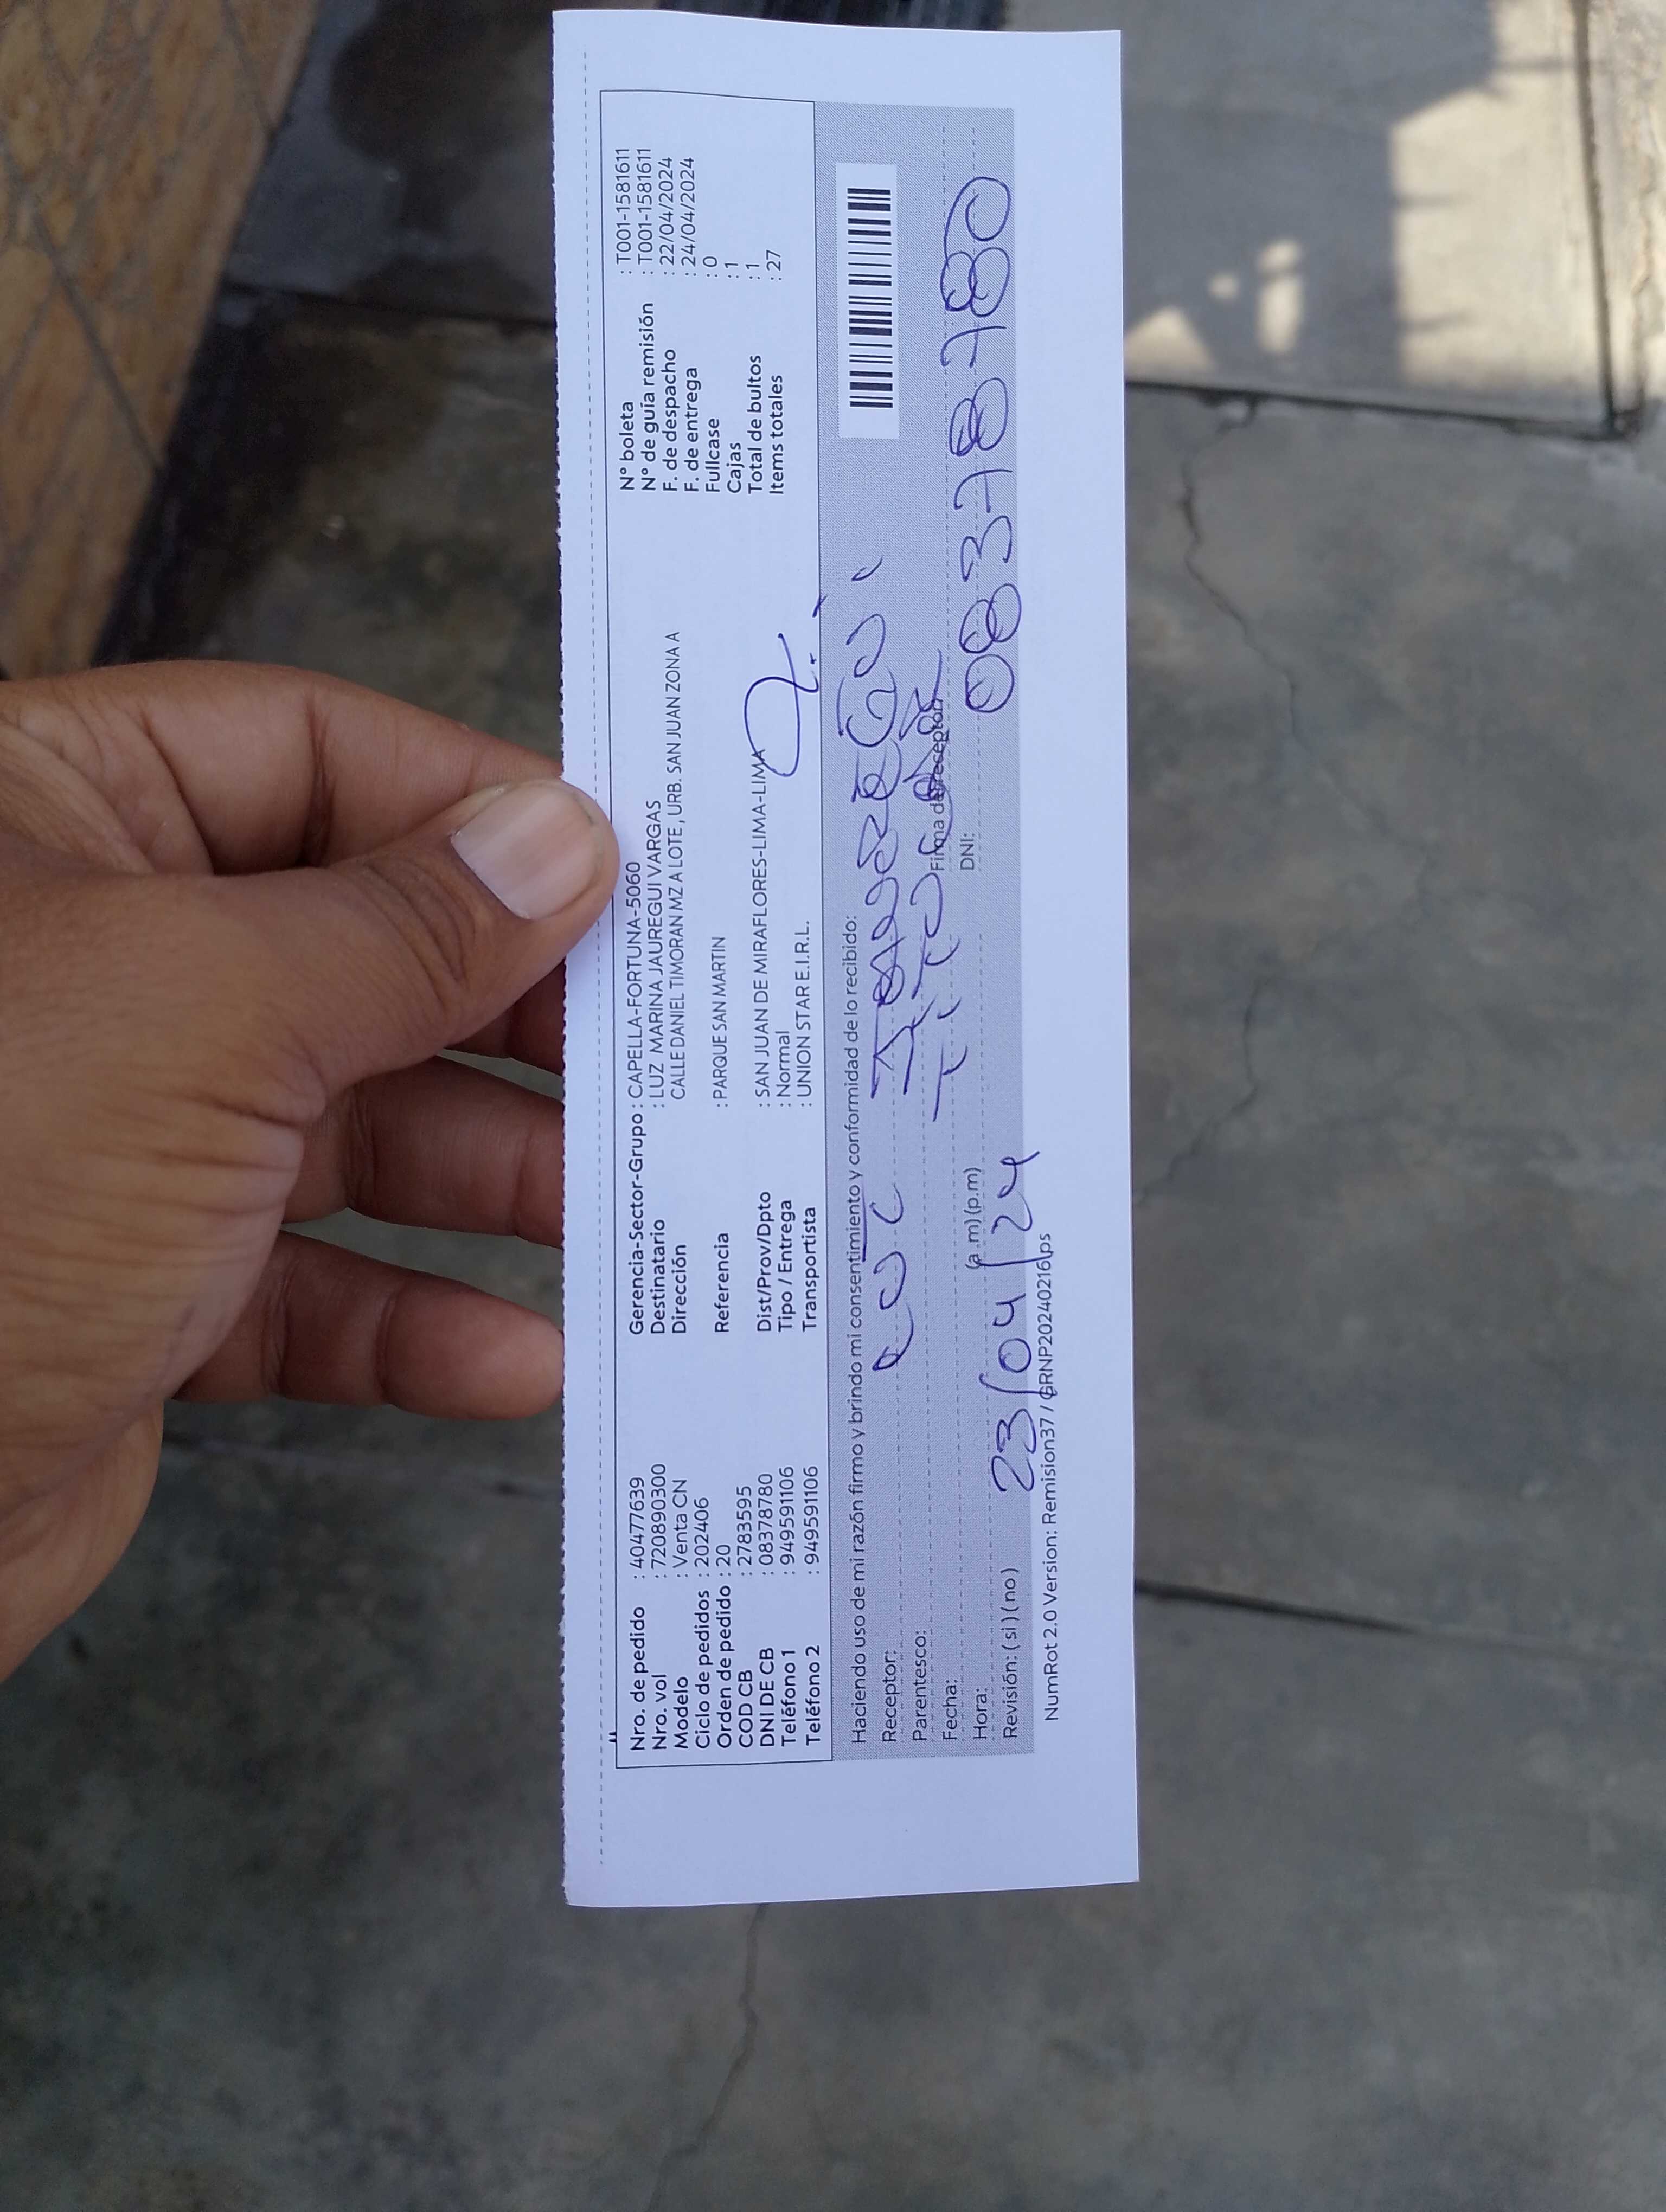 Nro. de pedido : 40477639
Nro. vol : 720890300
Modelo : Venta CN
Ciclo de pedidos : 202406
Orden de pedido : 20
COD CB : 2783595
DNI DE CB : 08378780
Teléfono 1 : 949591106
Teléfono 2 : 949591106
Gerencia-Sector-Grupo : CAPELLA-FORTUNA-5060
Destinatario : LUZ MARINA JAUREGUI VARGAS
Dirección CALLE DANIEL TIMORAN MZ A LOTE , URB. SAN JUAN ZONA A
Referencia : PARQUE SAN MARTIN
Dist/Prov/Dpto : SAN JUAN DE MIRAFLORES-LIMA-LIMA
Tipo / Entrega : Normal
Transportista : UNION STAR E.I.R.L.
N° boleta : T001-1581611
N° de guía remisión : T001-1581611
F. de despacho : 22/04/2024
F. de entrega : 24/04/2024
Fullcase : 0
Cajas : 1
Total de bultos : 1
Items totales : 27
Haciendo uso de mi razón firmo y brindo mi consentimiento y conformidad de lo recibido:
Receptor: Luz Jauregui
Parentesco: Titular
Firma del receptor
Fecha:
DNI: 08378780
Hora: (a.m) (p.m)
Revisión: ( si ) ( no ) 23/04/24
NumRot 2.0 Version: Remision37 / GRNP20240216\ps